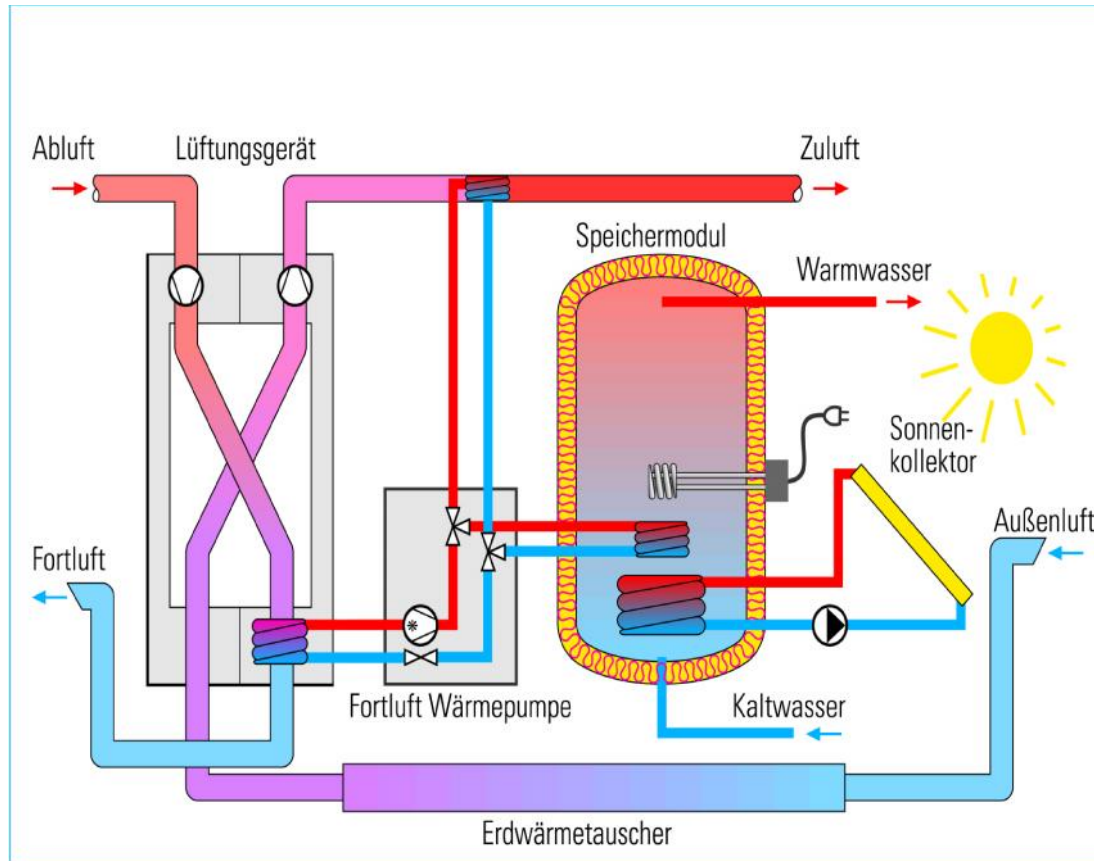 Abluft
Lüftungsgerät
Zuluft
Speichermodul
Warmwasser
Sonnen-
kollektor
Außenluft
Fortluft
Fortluft Wärmepumpe
Kaltwasser
Erdwärmetauscher